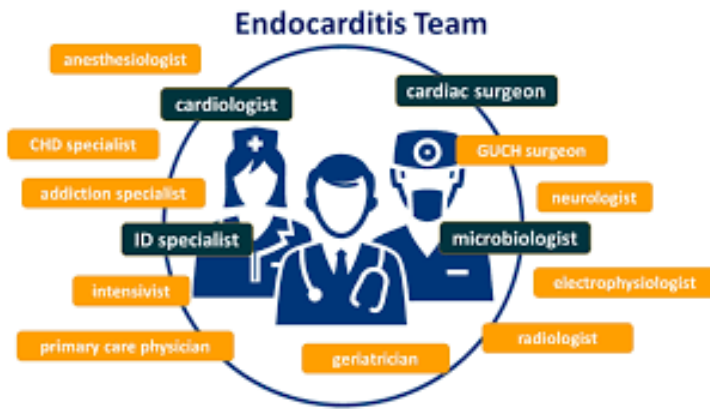 Endocarditis Team
anesthesiologist
cardiologist
cardiac surgeon
CHD specialist
GUCH surgeon
addiction specialist
neurologist
ID specialist
microbiologist
intensivist
electrophysiologist
primary care physician
geriatrician
radiologist